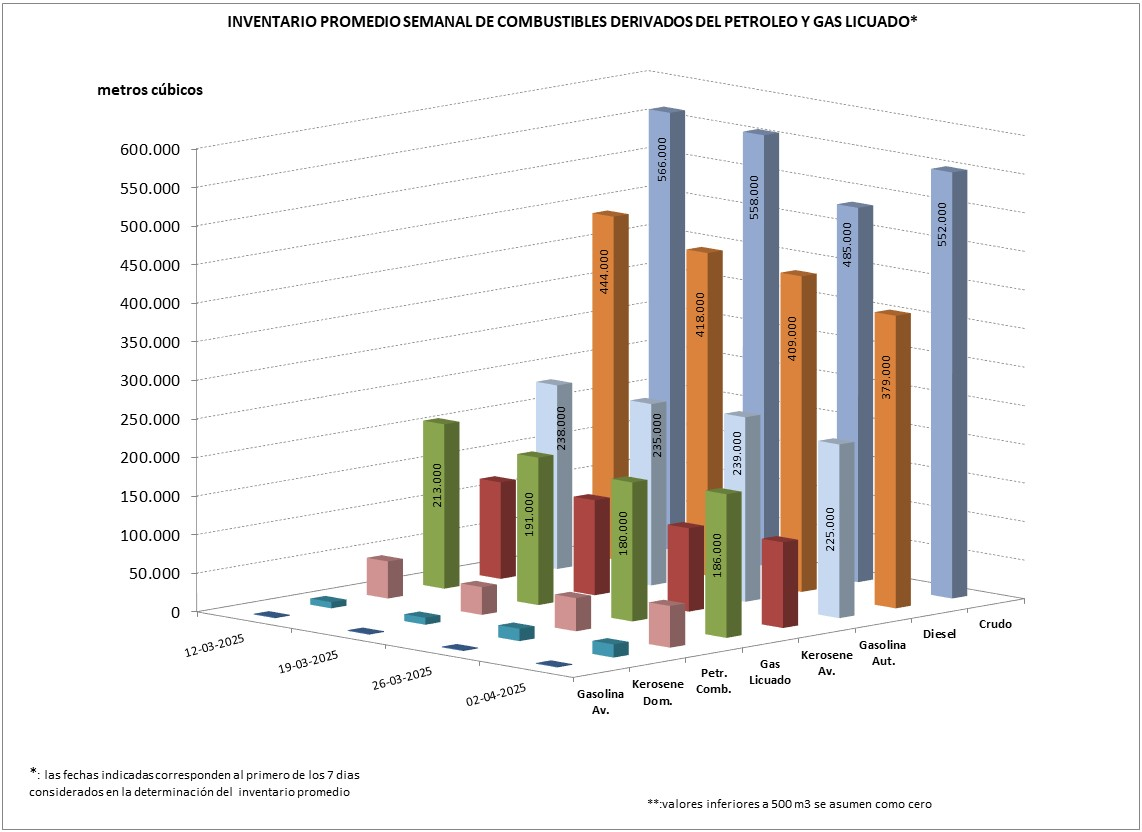 INVENTARIO PROMEDIO SEMANAL DE COMBUSTIBLES DERIVADOS DEL PETROLEO Y GAS LICUADO*
metros cúbicos
600.000
550.000
500.000
450.000
400.000
350.000
300.000
250.000
200.000
150.000
100.000
50.000
0
566.000
558.000
485.000
552.000
444.000
418.000
409.000
379.000
238.000
235.000
239.000
225.000
213.000
191.000
180.000
186.000
12-03-2025
19-03-2025
26-03-2025
02-04-2025
Gasolina
Av.
Kerosene
Dom.
Petr.
Comb.
Gas
Licuado
Kerosene
Av.
Gasolina
Aut.
Diesel
Crudo
*: las fechas indicadas corresponden al primero de los 7 dias
considerados en la determinación del inventario promedio
**:valores inferiores a 500 m3 se asumen como cero